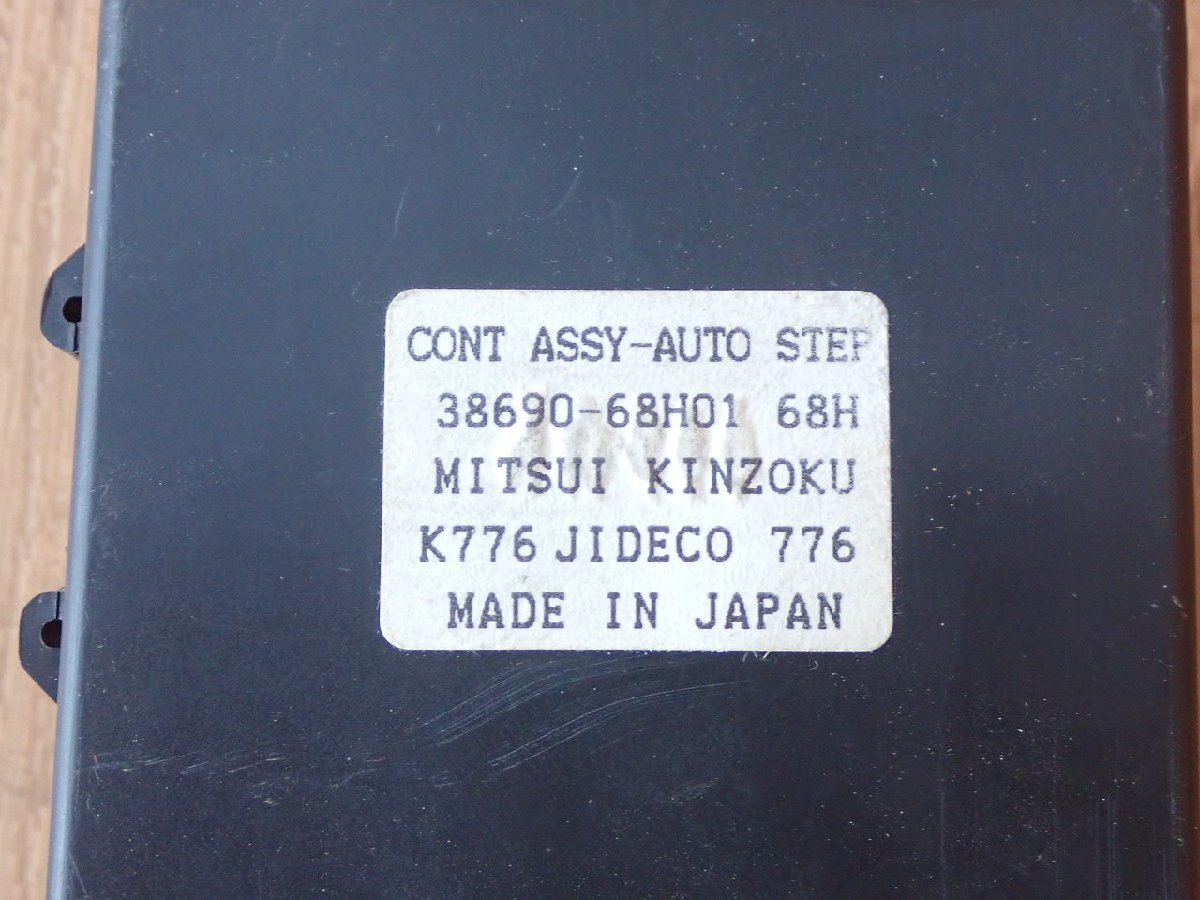 CONT ASSY-AUTO STEP
38690-68H01 68H
MITSUI KINZOKU
K776 JIDECO 776
MADE IN JAPAN